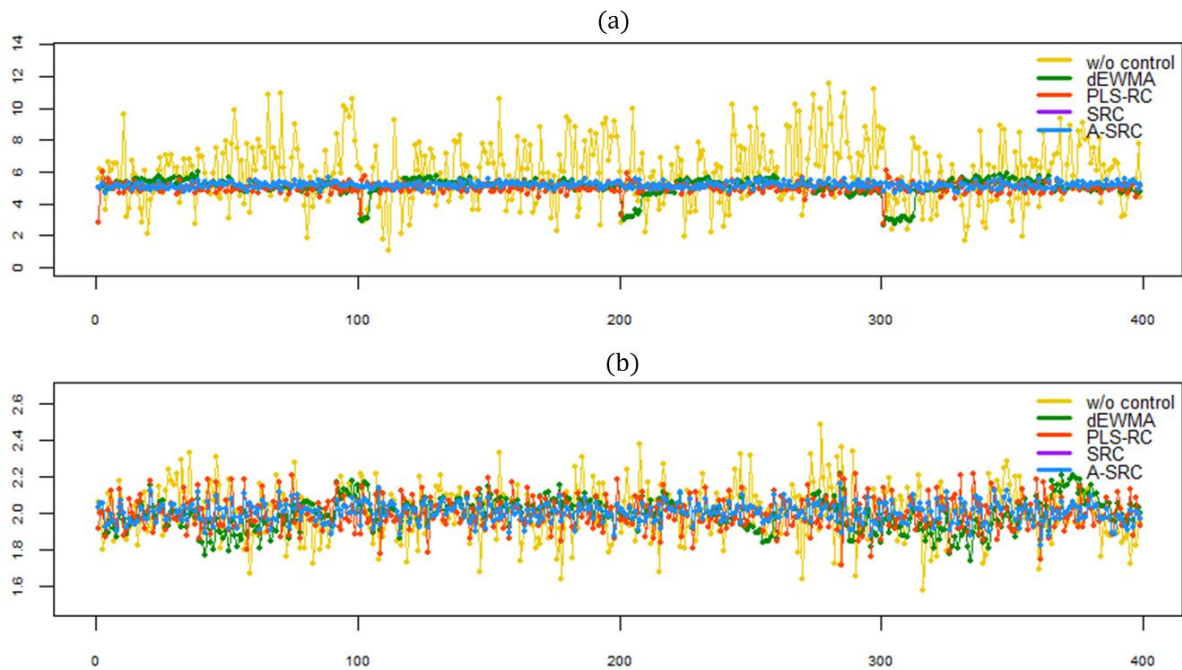 (a)
14
12
10
8
6
4
2
0
w/o control
dEWMA
PLS-RC
SRC
A-SRC
0 100 200 300 400
(b)
2.6
2.4
2.2
2.0
1.8
1.6
w/o control
dEWMA
PLS-RC
SRC
A-SRC
0 100 200 300 400